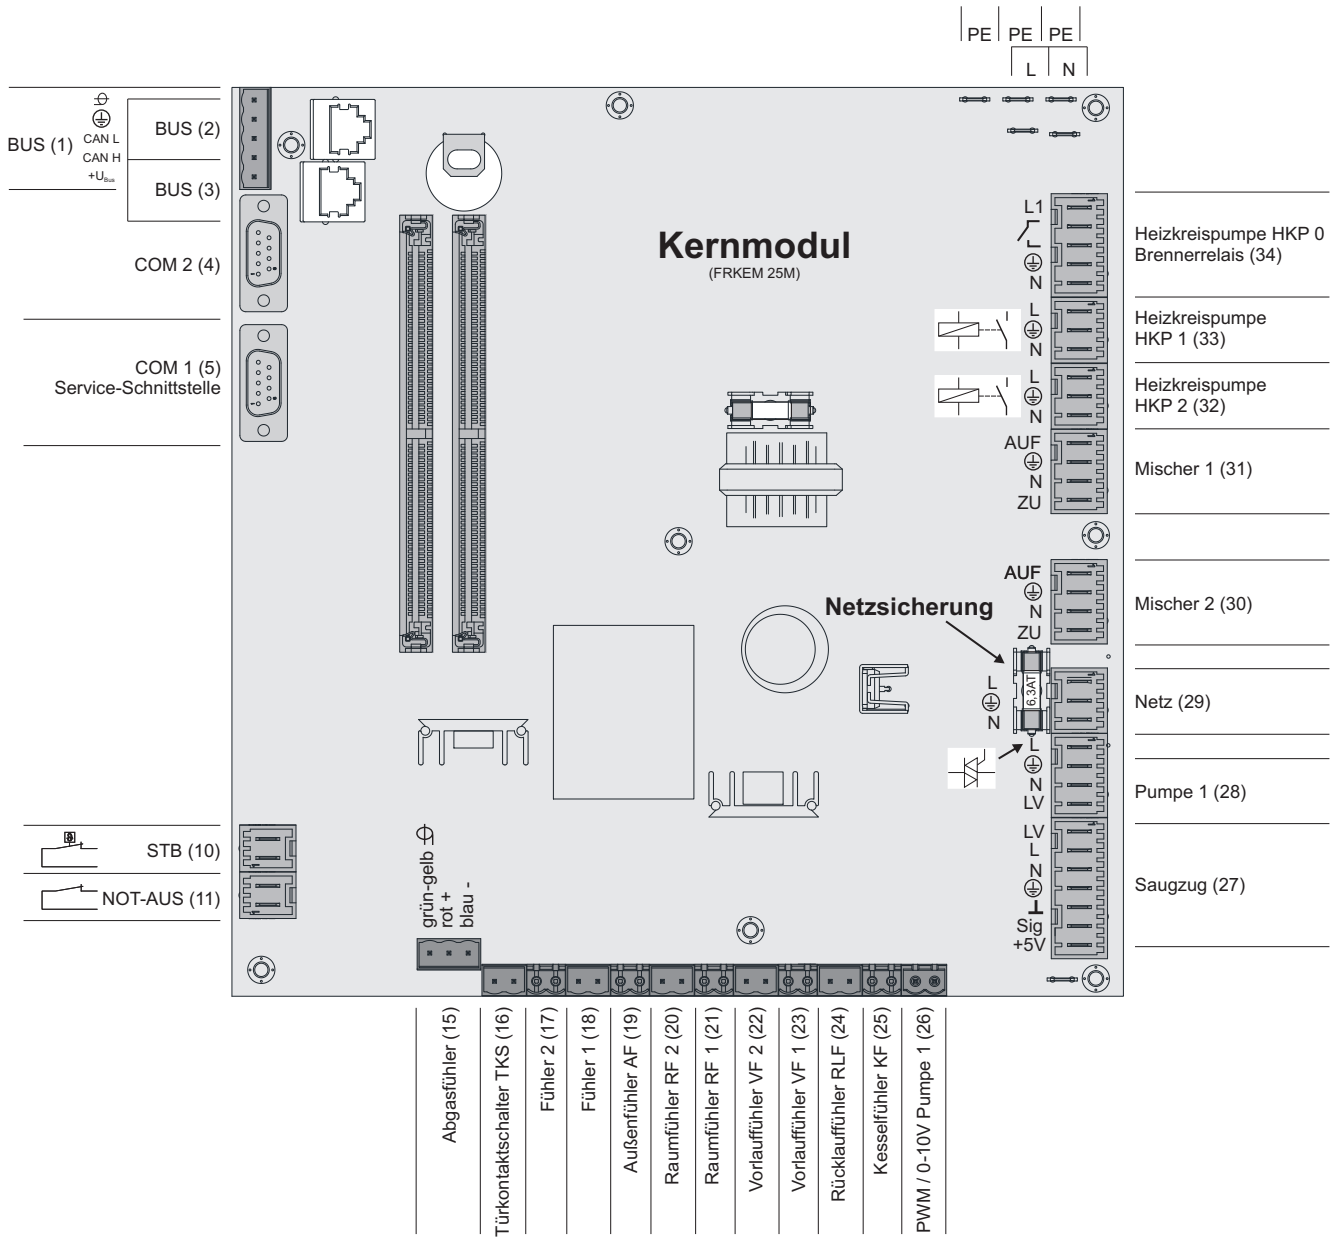 PE PE PE
L N
BUS (1)
CAN L
CAN H
+U_Bus
BUS (2)
BUS (3)
COM 2 (4)
COM 1 (5)
Service-Schnittstelle
STB (10)
NOT-AUS (11)
Kernmodul
(FRKEM 25M)
Netzsicherung
6,3AT
L1
N
Heizkreispumpe HKP 0
Brennerrelais (34)
L
N
Heizkreispumpe
HKP 1 (33)
L
N
Heizkreispumpe
HKP 2 (32)
AUF
N
ZU
Mischer 1 (31)
AUF
N
ZU
Mischer 2 (30)
L
N
Netz (29)
L
N
LV
Pumpe 1 (28)
LV
L
N
Sig
+5V
Saugzug (27)
grün-gelb
rot +
blau -
Abgasfühler (15)
Türkontaktschalter TKS (16)
Fühler 2 (17)
Fühler 1 (18)
Außenfühler AF (19)
Raumfühler RF 2 (20)
Raumfühler RF 1 (21)
Vorlauffühler VF 2 (22)
Vorlauffühler VF 1 (23)
Rücklauffühler RLF (24)
Kesselfühler KF (25)
PWM / 0-10V Pumpe 1 (26)